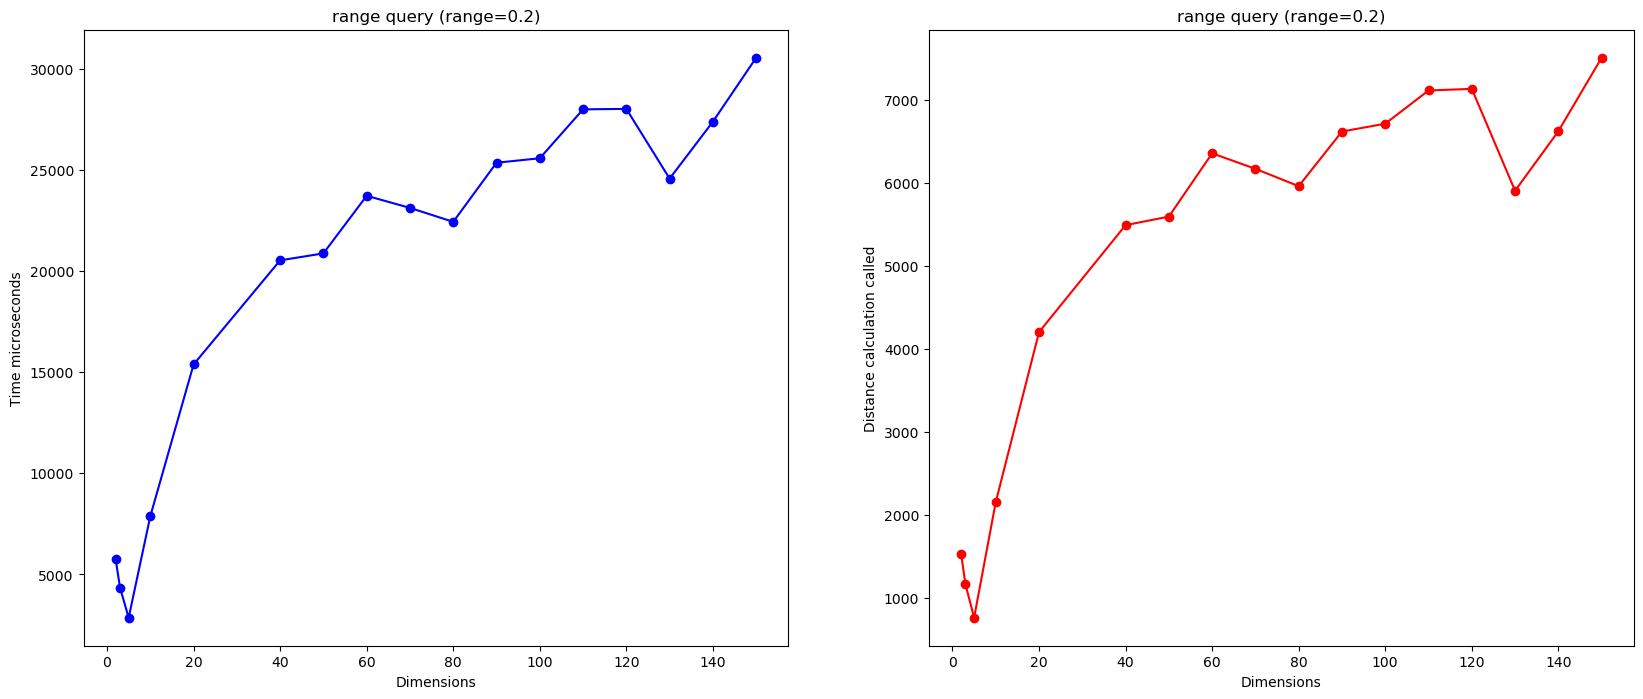 range query (range=0.2)
Time microseconds
30000
25000
20000
15000
10000
5000
0 20 40 60 80 100 120 140
Dimensions
range query (range=0.2)
Distance calculation called
7000
6000
5000
4000
3000
2000
1000
0 20 40 60 80 100 120 140
Dimensions